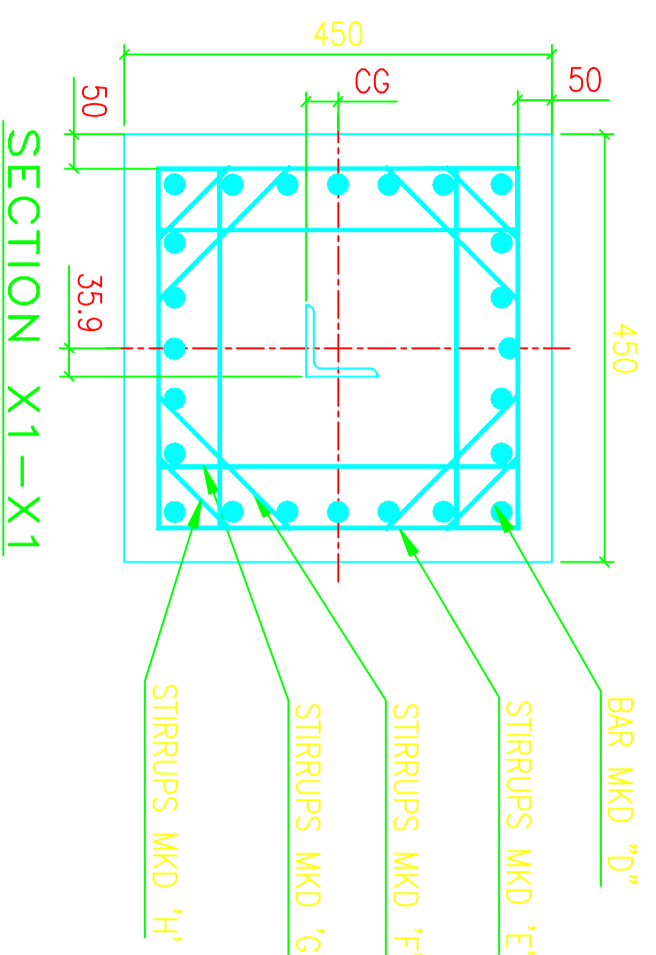 BAR MKD "D"
STIRRUPS MKD 'E'
STIRRUPS MKD 'F'
STIRRUPS MKD 'G
STIRRUPS MKD 'H'
450
50
450
CG
50
35.9
SECTION X1-X1